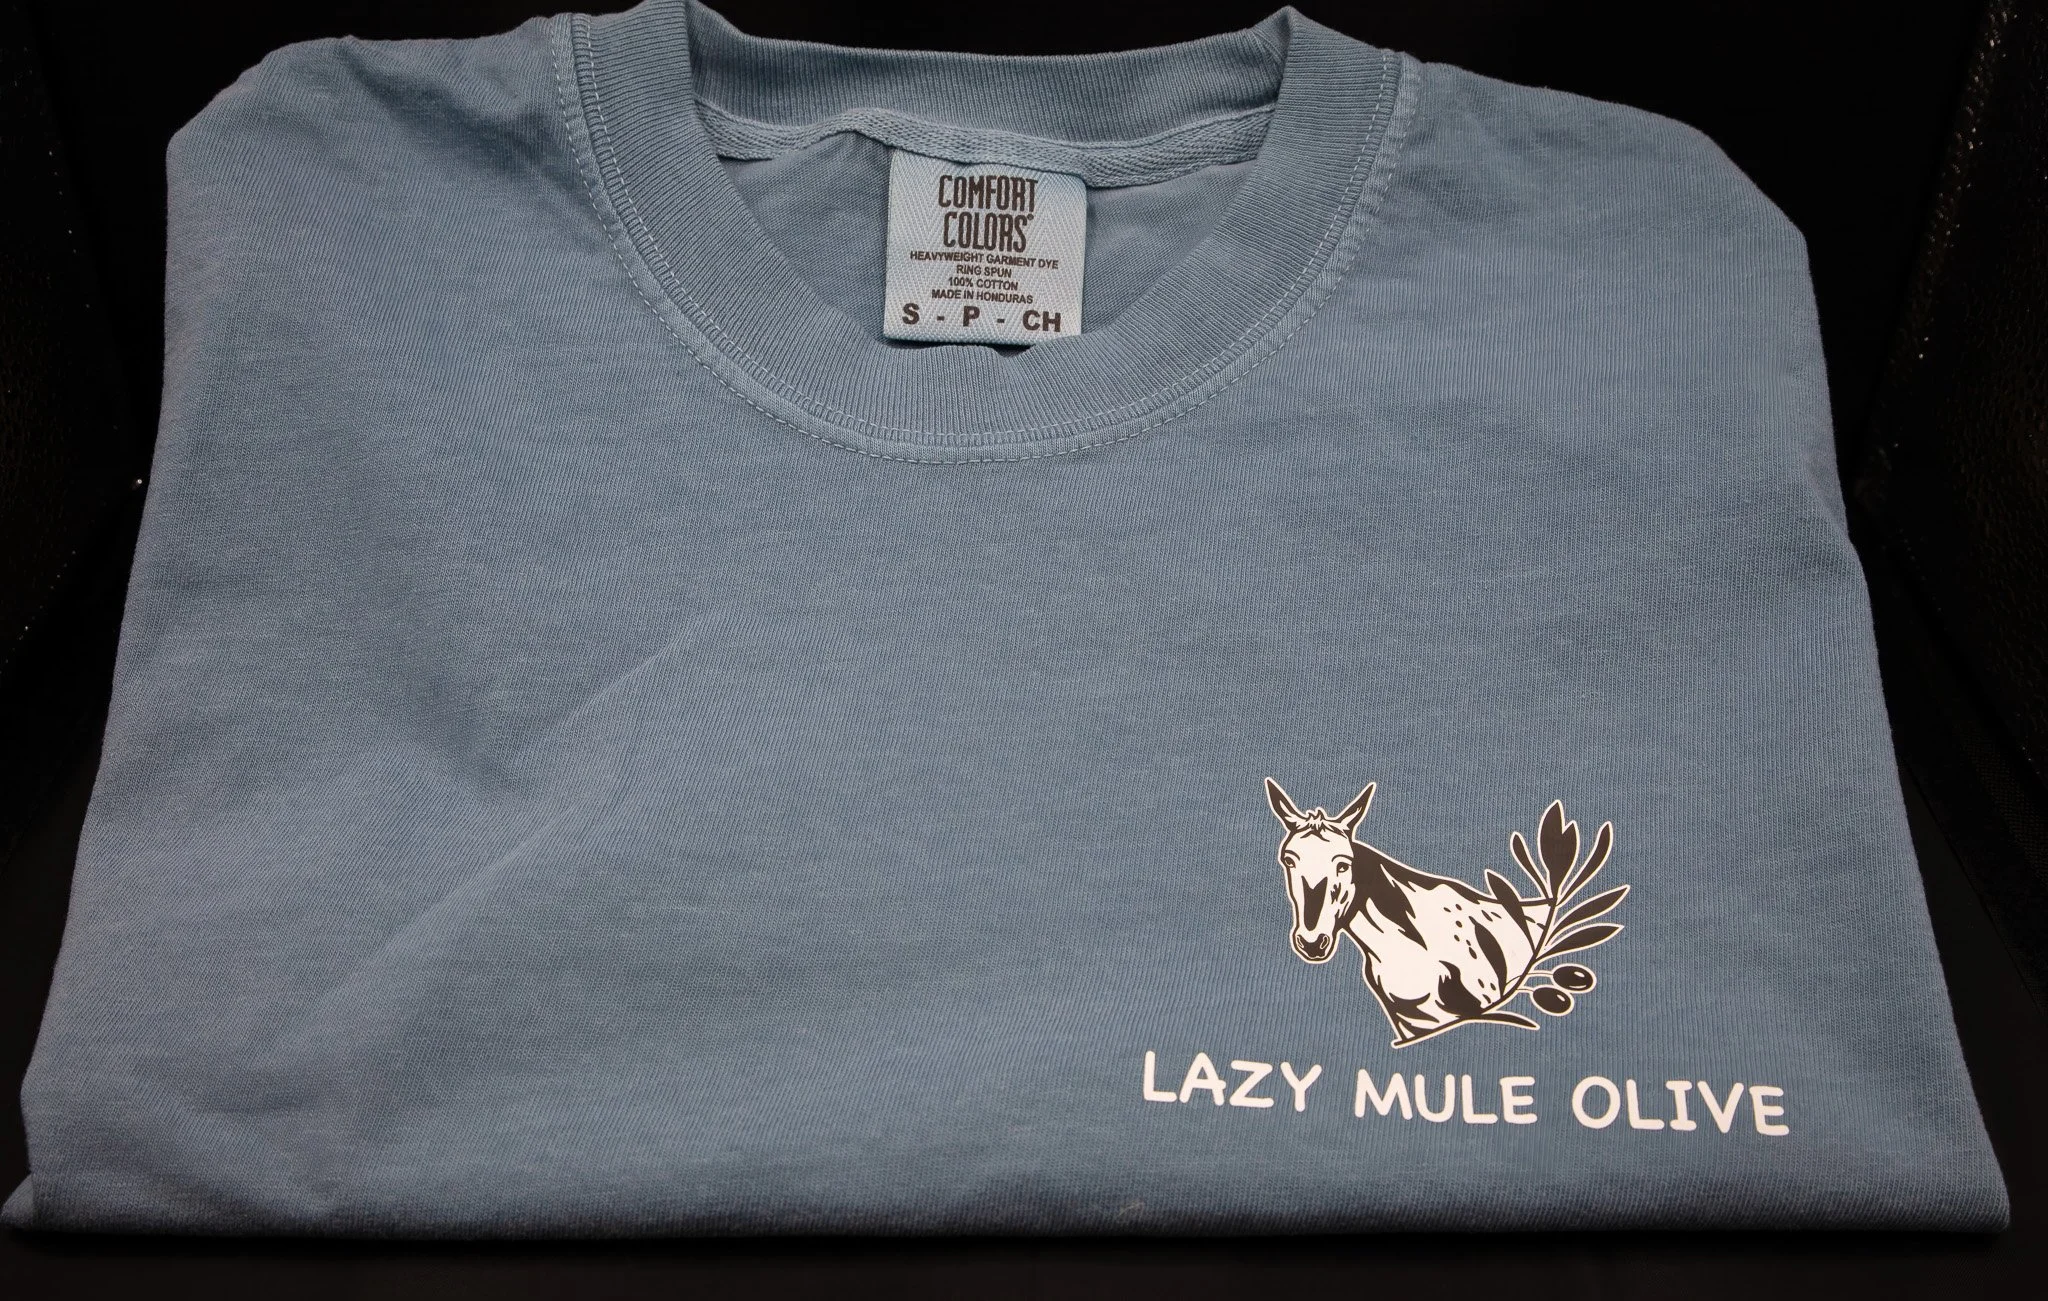 COMFORT
COLORS®
HEAVYWEIGHT GARMENT DYE
RING SPUN
100% COTTON
MADE IN HONDURAS
S - P - CH
LAZY MULE OLIVE